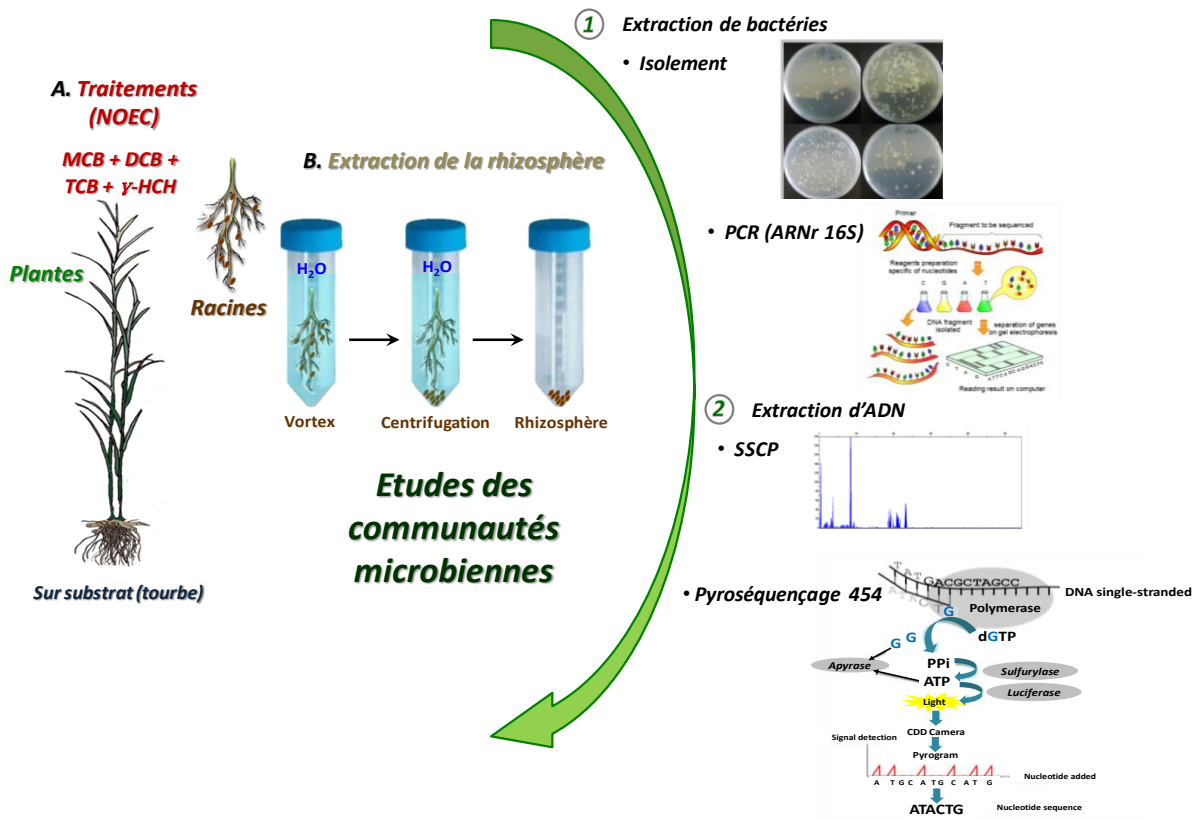 A. Traitements
(NOEC)
MCB + DCB +
TCB + γ-HCH
Plantes
Racines
Sur substrat (tourbe)
B. Extraction de la rhizosphère
H2O
H2O
Vortex
Centrifugation
Rhizosphère
Etudes des
communautés
microbiennes
1 Extraction de bactéries
• Isolement
• PCR (ARNr 16S)
Primer
Fragment to be sequenced
Reagents preparation
specific of nucleotides
C G A T
DNA fragment
isolated
separation of genes
on gel electrophoresis
C T A G
Reading result on computer
2 Extraction d'ADN
• SSCP
• Pyroséquençage 454
TATGACGCTAGCC
DNA single-stranded
ATACTG
Polymerase
G G
dGTP
Apyrase
PPi
Sulfurylase
ATP
Luciferase
Light
CDD Camera
Signal detection
Pyrogram
Nucleotide added
A T G C A T G C A T G
ATACTG
Nucleotide sequence